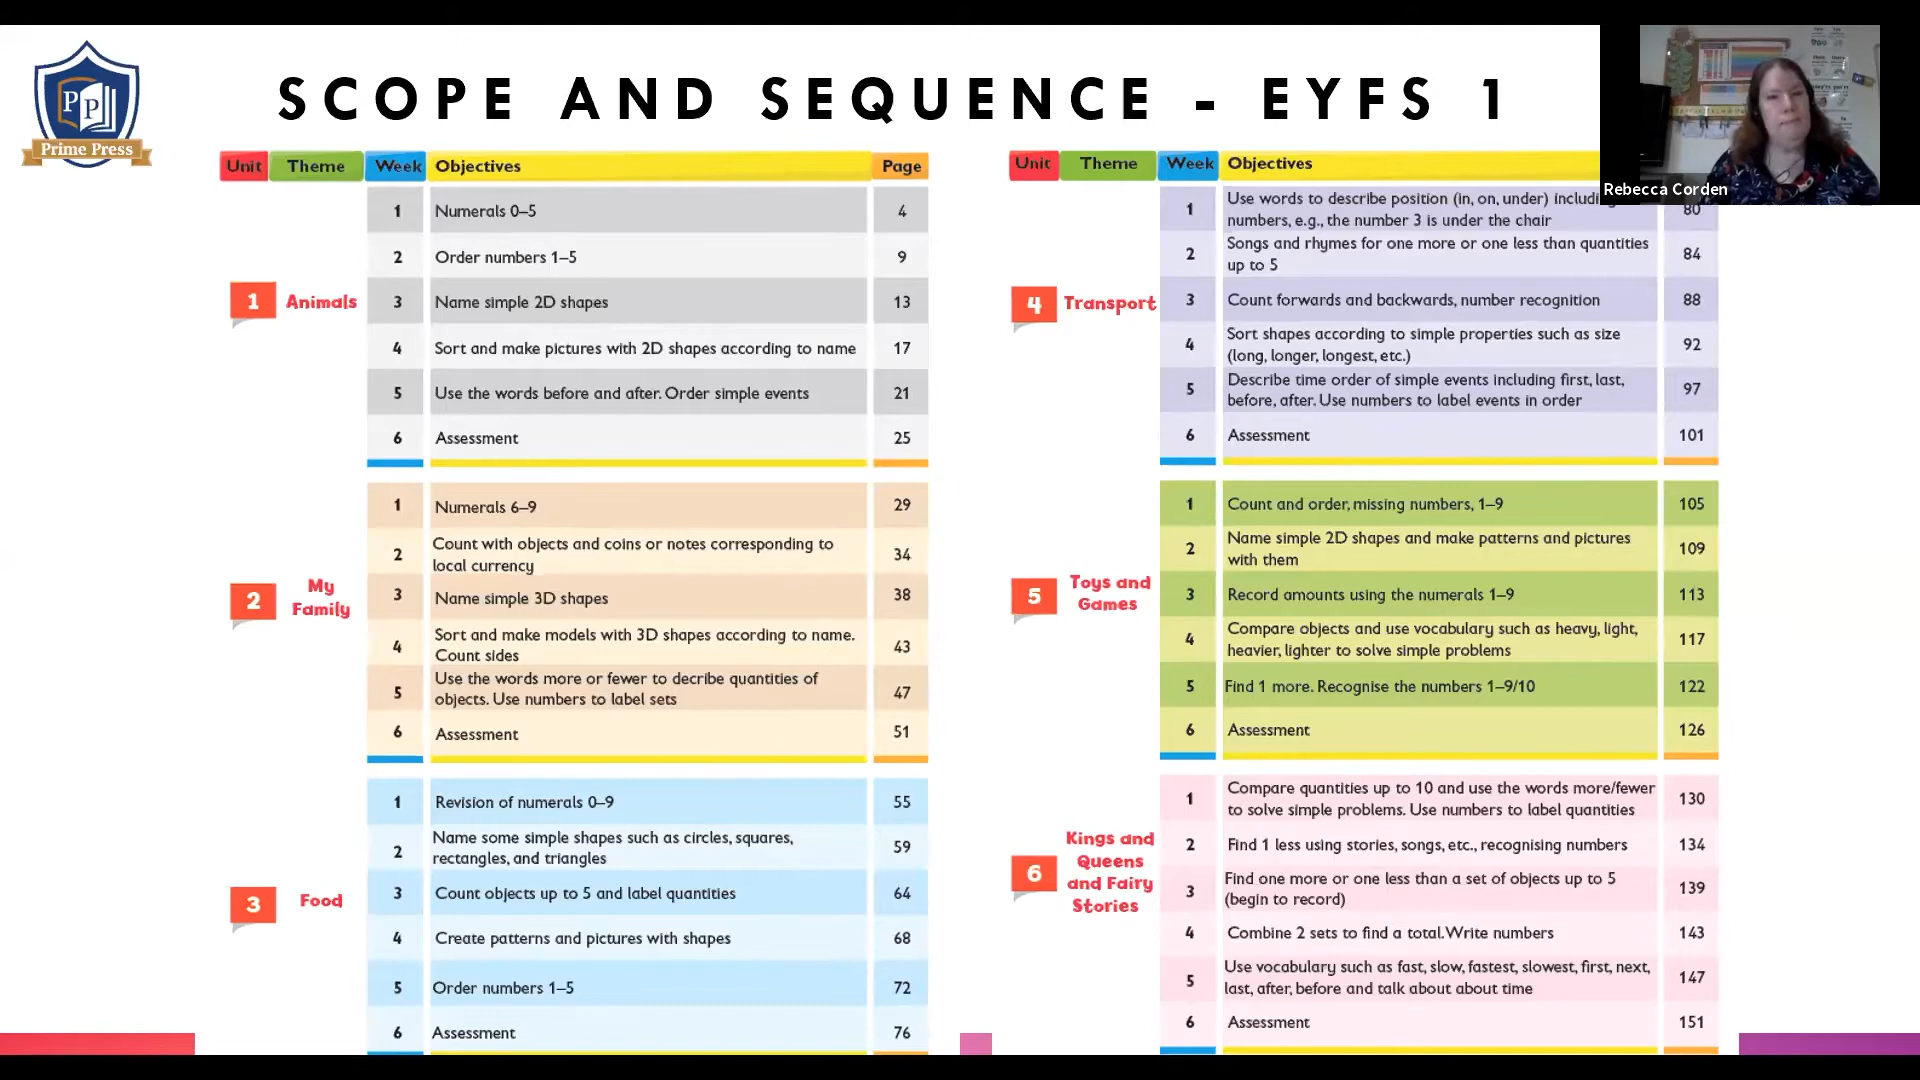 SCOPE AND SEQUENCE - EYFS 1
PP
Prime Press
Rebecca Corden
Unit Theme Week Objectives Page
1 Animals
1 Numerals 0–5 4
2 Order numbers 1–5 9
3 Name simple 2D shapes 13
4 Sort and make pictures with 2D shapes according to name 17
5 Use the words before and after. Order simple events 21
6 Assessment 25
2 My
Family
1 Numerals 6–9 29
2 Count with objects and coins or notes corresponding to
local currency 34
3 Name simple 3D shapes 38
4 Sort and make models with 3D shapes according to name.
Count sides 43
5 Use the words more or fewer to decribe quantities of
objects. Use numbers to label sets 47
6 Assessment 51
3 Food
1 Revision of numerals 0–9 55
2 Name some simple shapes such as circles, squares,
rectangles, and triangles 59
3 Count objects up to 5 and label quantities 64
4 Create patterns and pictures with shapes 68
5 Order numbers 1–5 72
6 Assessment 76
Unit Theme Week Objectives
4 Transport
1 Use words to describe position (in, on, under)
numbers, e.g., the number 3 is under the chair 80
2 Songs and rhymes for one more or one less than quantities
up to 5 84
3 Count forwards and backwards, number recognition 88
4 Sort shapes according to simple properties such as size
(long, longer, longest, etc.) 92
5 Describe time order of simple events including first, last,
before, after. Use numbers to label events in order 97
6 Assessment 101
5 Toys and
Games
1 Count and order, missing numbers, 1–9 105
2 Name simple 2D shapes and make patterns and pictures
with them 109
3 Record amounts using the numerals 1–9 113
4 Compare objects and use vocabulary such as heavy, light,
heavier, lighter to solve simple problems 117
5 Find 1 more. Recognise the numbers 1–9/10 122
6 Assessment 126
6 Kings and
Queens
and Fairy
Stories
1 Compare quantities up to 10 and use the words more/fewer
to solve simple problems. Use numbers to label quantities 130
2 Find 1 less using stories, songs, etc., recognising numbers 134
3 Find one more or one less than a set of objects up to 5
(begin to record) 139
4 Combine 2 sets to find a total. Write numbers 143
5 Use vocabulary such as fast, slow, fastest, slowest, first, next,
last, after, before and talk about about time 147
6 Assessment 151